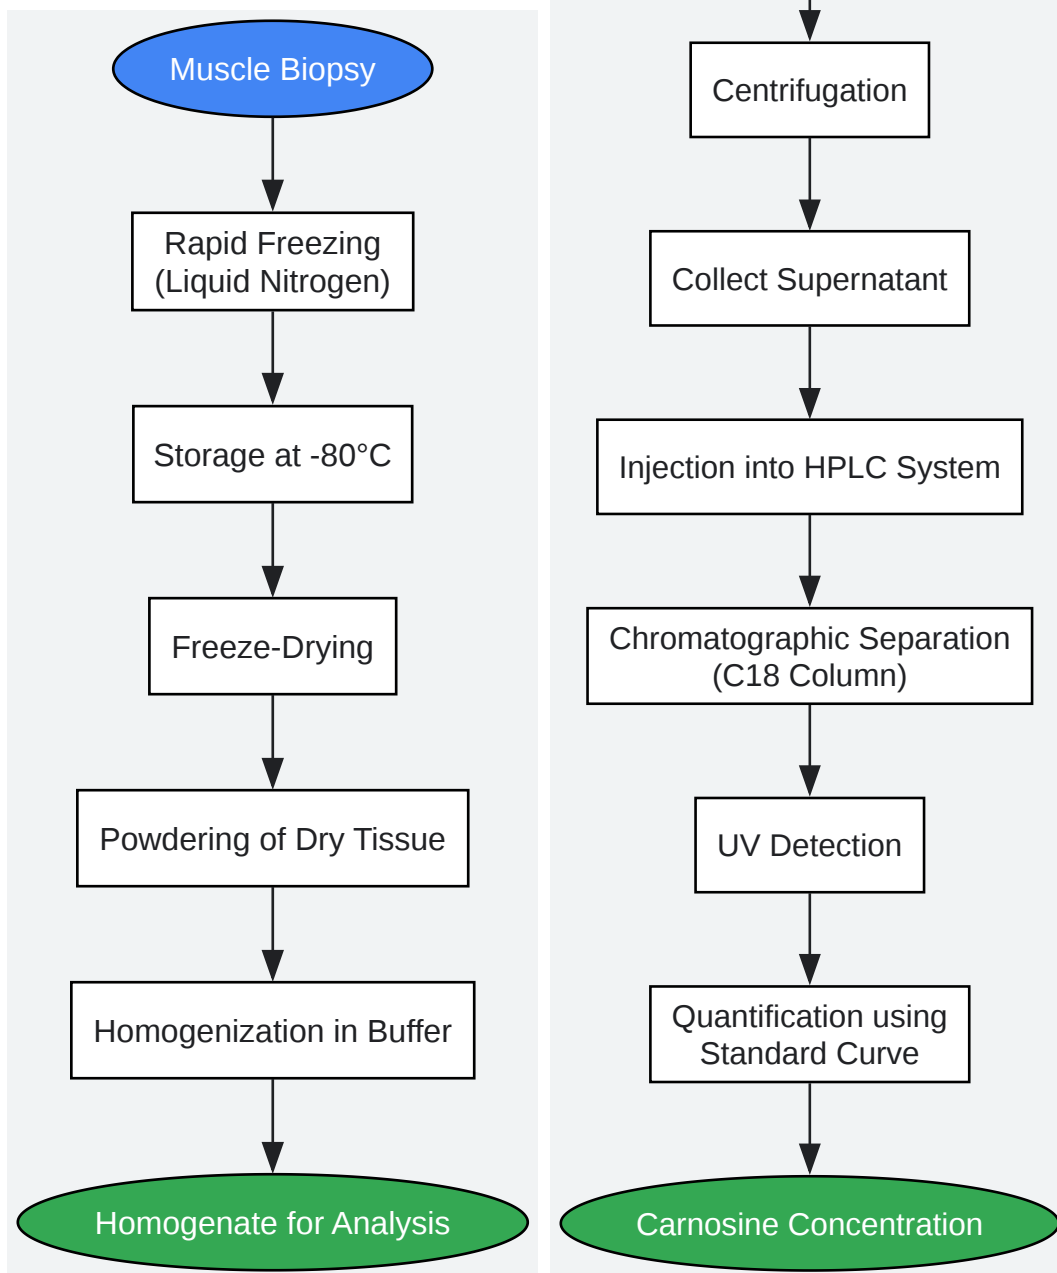 Muscle Biopsy
Rapid Freezing
(Liquid Nitrogen)
Storage at -80°C
Freeze-Drying
Powdering of Dry Tissue
Homogenization in Buffer
Homogenate for Analysis
Centrifugation
Collect Supernatant
Injection into HPLC System
Chromatographic Separation
(C18 Column)
UV Detection
Quantification using
Standard Curve
Carnosine Concentration